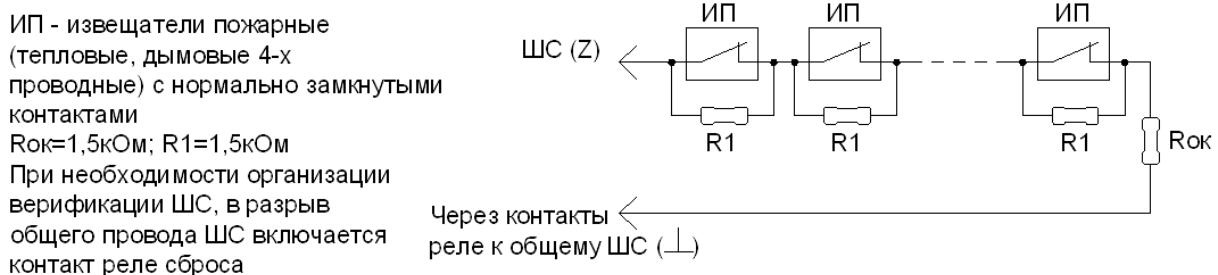 ИП - извещатели пожарные
(тепловые, дымовые 4-х
проводные) с нормально замкнутыми
контактами
Rок=1,5кОм; R1=1,5кОм
При необходимости организации
верификации ШС, в разрыв
общего провода ШС включается
контакт реле сброса
ИП ИП ИП
ШС (Z)
R1 R1 R1
Rок
Через контакты
реле к общему ШС (⊥)